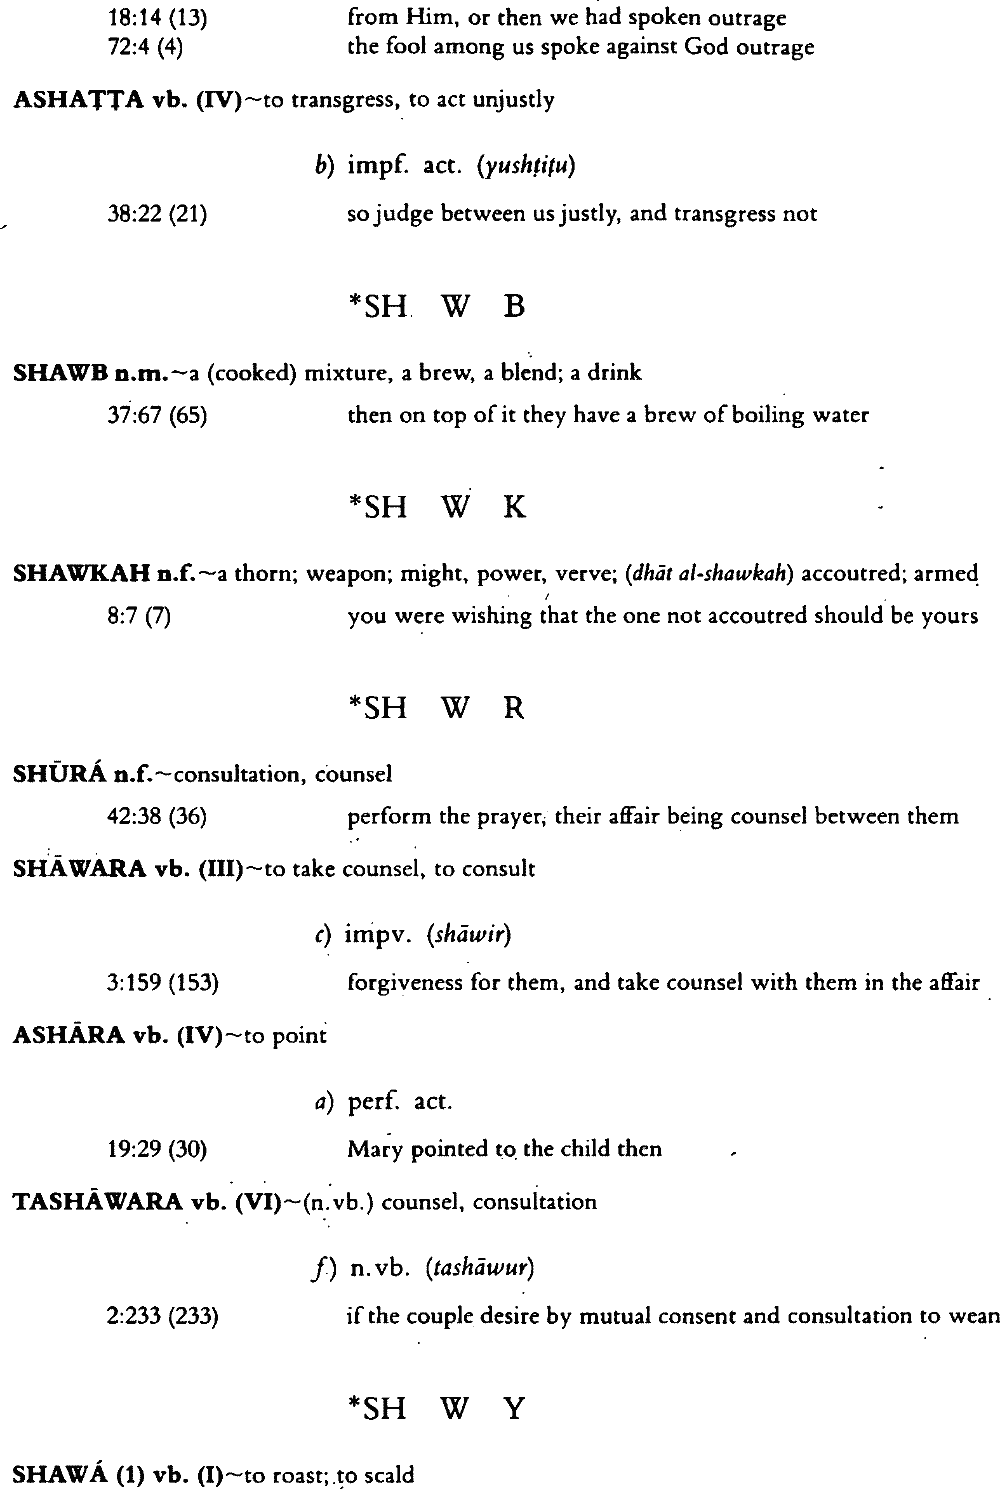 18:14 (13) from Him, or then we had spoken outrage
72:4 (4) the fool among us spoke against God outrage
ASHAṬṬA vb. (IV)~to transgress, to act unjustly
b) impf. act. (yushṭiṭu)
38:22 (21) so judge between us justly, and transgress not
*SH W B
SHAWB n.m.~a (cooked) mixture, a brew, a blend; a drink
37:67 (65) then on top of it they have a brew of boiling water
*SH W K
SHAWKAH n.f.~a thorn; weapon; might, power, verve; (dhāt al-shawkah) accoutred; armed
8:7 (7) you were wishing that the one not accoutred should be yours
*SH W R
SHŪRÁ n.f.~consultation, counsel
42:38 (36) perform the prayer, their affair being counsel between them
SHĀWARA vb. (III)~to take counsel, to consult
c) impv. (shāwir)
3:159 (153) forgiveness for them, and take counsel with them in the affair
ASHĀRA vb. (IV)~to point
a) perf. act.
19:29 (30) Mary pointed to the child then
TASHĀWARA vb. (VI)~(n.vb.) counsel, consultation
f) n.vb. (tashāwur)
2:233 (233) if the couple desire by mutual consent and consultation to wean
*SH W Y
SHAWÁ (1) vb. (I)~to roast; to scald